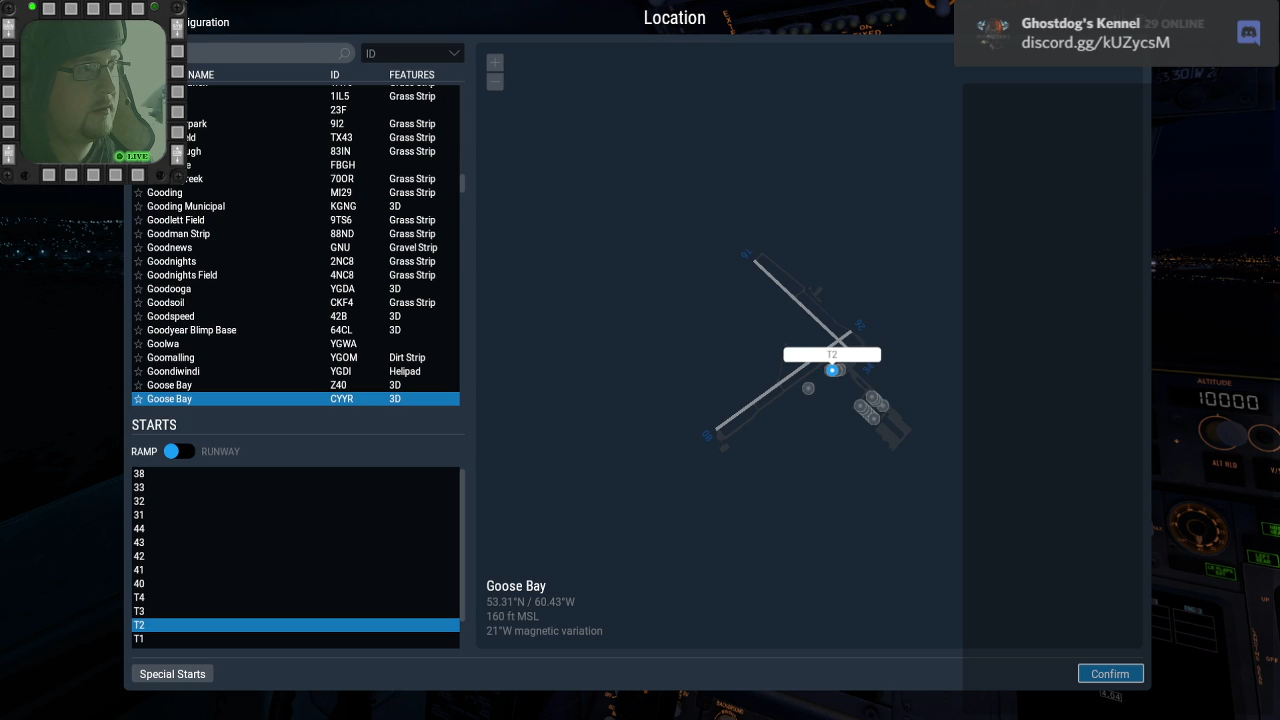 iguration
Location
Ghostdog's Kennel 29 ONLINE
discord.gg/kUZycsM
LIVE
ID
NAME ID FEATURES
1IL5 Grass Strip
23F
erpark 9I2 Grass Strip
eld TX43 Grass Strip
ugh 83IN Grass Strip
e FBGH
reek 70OR Grass Strip
Gooding MI29 Grass Strip
Gooding Municipal KGNG 3D
Goodlett Field 9TS6 Grass Strip
Goodman Strip 88ND Grass Strip
Goodnews GNU Gravel Strip
Goodnights 2NC8 Grass Strip
Goodnights Field 4NC8 Grass Strip
Goodooga YGDA 3D
Goodsoil CKF4 Grass Strip
Goodspeed 42B 3D
Goodyear Blimp Base 64CL 3D
Goolwa YGWA
Goomalling YGOM Dirt Strip
Goondiwindi YGDI Helipad
Goose Bay Z40 3D
Goose Bay CYYR 3D
STARTS
RAMP RUNWAY
38
33
32
31
44
43
42
41
40
T4
T3
T2
T1
Special Starts
+
−
26
T2
08
Goose Bay
53.31°N / 60.43°W
160 ft MSL
21°W magnetic variation
Confirm
ALTITUDE
10000
ALT HLD
UP